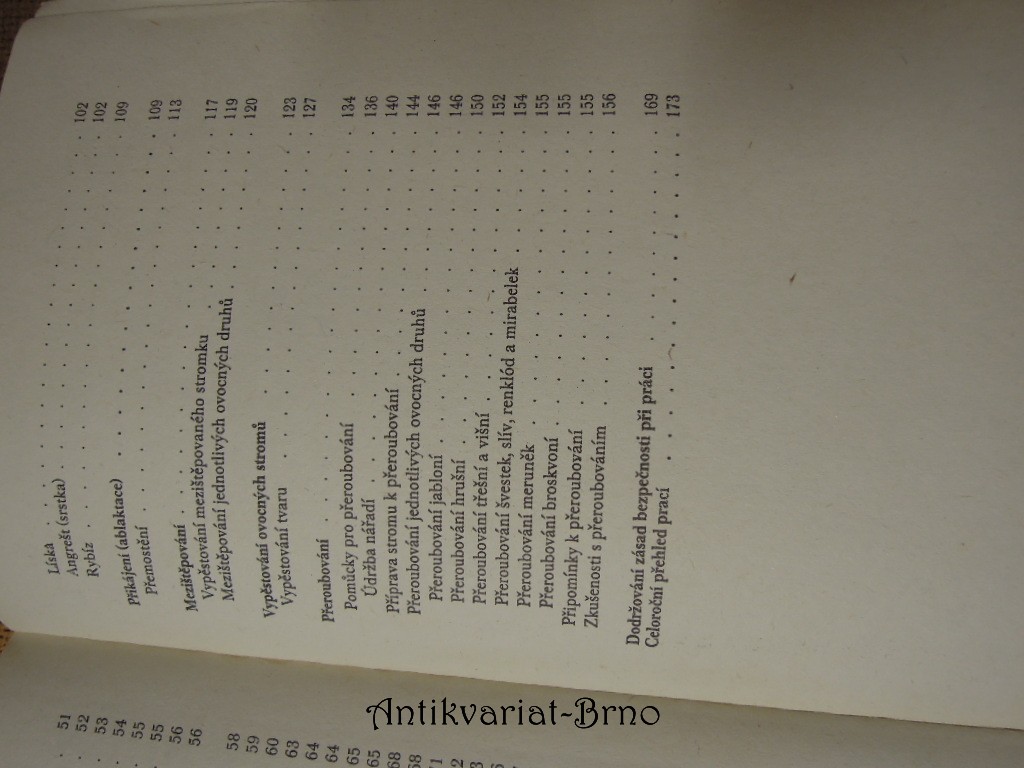 Líska . . . . . . . . . . . . . . . . . . 102
Angrešt (srstka) . . . . . . . . . . . . . . . 102
Rybíz . . . . . . . . . . . . . . . . . . 109
Přikájení (ablaktace) . . . . . . . . . . . . . . 109
Přemostění . . . . . . . . . . . . . . . . . 113
Mezištěpování . . . . . . . . . . . . . . . . 117
Vypěstování mezištěpovaného stromku . . . . . . . . . 119
Mezištěpování jednotlivých ovocných druhů . . . . . . . 120
Vypěstování ovocných stromů . . . . . . . . . . . 123
Vypěstování tvaru . . . . . . . . . . . . . . 127
Přeroubování . . . . . . . . . . . . . . . . 134
Pomůcky pro přeroubování . . . . . . . . . . . . 136
Údržba nářadí . . . . . . . . . . . . . . . 140
Příprava stromu k přeroubování . . . . . . . . . . . 144
Přeroubování jednotlivých ovocných druhů . . . . . . . 146
Přeroubování jabloní . . . . . . . . . . . . . 146
Přeroubování hrušní . . . . . . . . . . . . . 150
Přeroubování třešní a višní . . . . . . . . . . . 152
Přeroubování švestek, slív, renklód a mirabelek . . . . . 154
Přeroubování meruněk . . . . . . . . . . . . . 155
Přeroubování broskvoní . . . . . . . . . . . . 155
Připomínky k přeroubování . . . . . . . . . . . . 155
Zkušenosti s přeroubováním . . . . . . . . . . . . 156
Dodržování zásad bezpečnosti při práci . . . . . . . . 169
Celoroční přehled prací . . . . . . . . . . . . . 173
51
52
53
54
55
55
56
56
58
59
60
63
64
64
65
65
68
Antikvariat-Brno